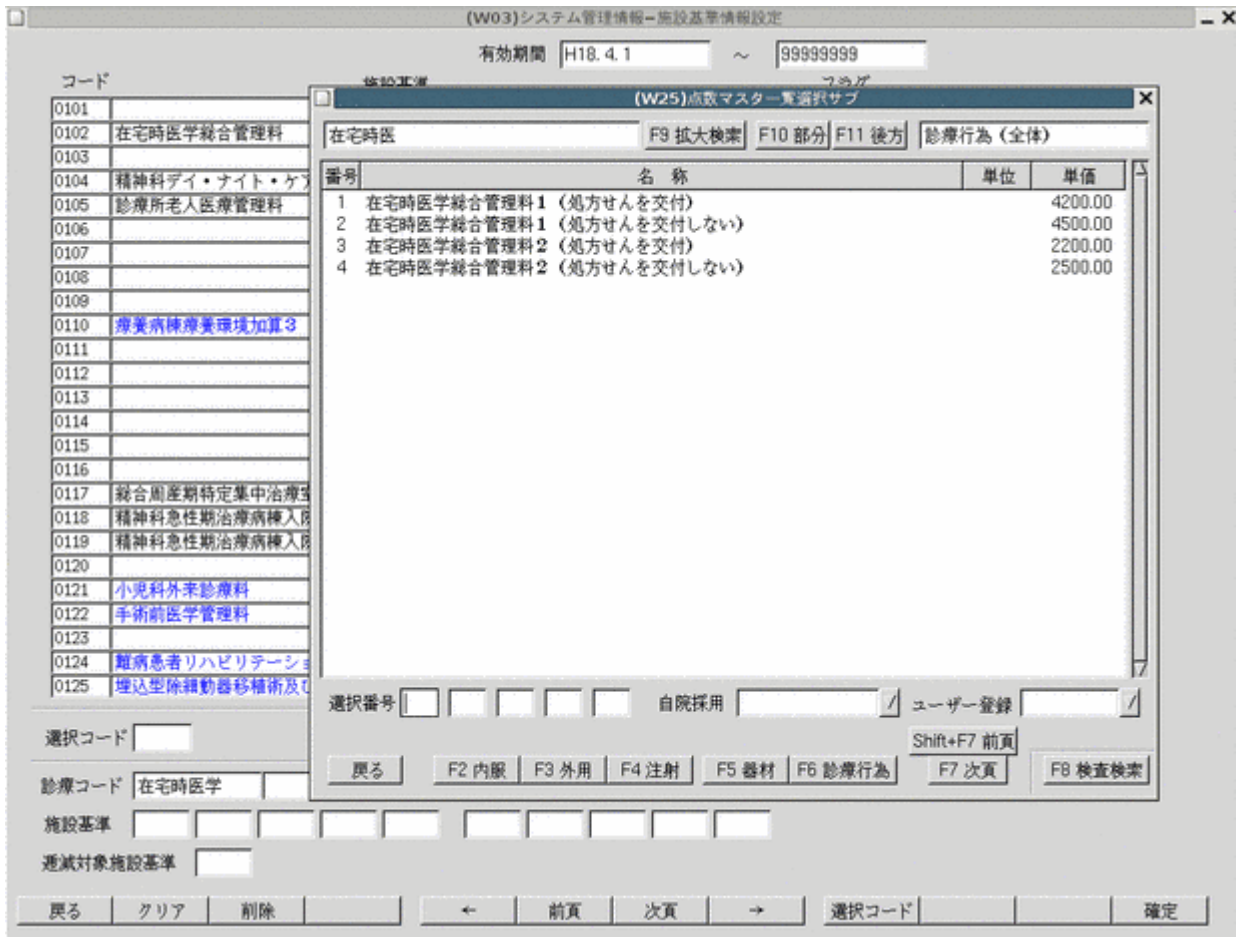 (W03)システム管理情報−施設基準情報設定
有効期間 H18. 4. 1 ～ 99999999
コード 施設基準 フラグ
0101
0102 在宅時医学総合管理料
0103
0104 精神科デイ・ナイト・ケア
0105 診療所老人医療管理料
0106
0107
0108
0109
0110 療養病棟療養環境加算3
0111
0112
0113
0114
0115
0116
0117 総合周産期特定集中治療室
0118 精神科急性期治療病棟入院
0119 精神科急性期治療病棟入院
0120
0121 小児科外来診療料
0122 手術前医学管理料
0123
0124 難病患者リハビリテーショ
0125 埋込型除細動器移植術及び
(W25)点数マスタ一覧選択サブ
在宅時医 F9 拡大検索 F10 部分 F11 後方 診療行為（全体）
番号 名 称 単位 単価
1 在宅時医学総合管理料1（処方せんを交付） 4200.00
2 在宅時医学総合管理料1（処方せんを交付しない） 4500.00
3 在宅時医学総合管理料2（処方せんを交付） 2200.00
4 在宅時医学総合管理料2（処方せんを交付しない） 2500.00
選択番号 自院採用 ユーザー登録
Shift+F7 前頁
戻る F2 内服 F3 外用 F4 注射 F5 器材 F6 診療行為 F7 次頁 F8 検査検索
選択コード
診療コード 在宅時医学
施設基準
逓減対象施設基準
戻る クリア 削除 ← 前頁 次頁 → 選択コード 確定